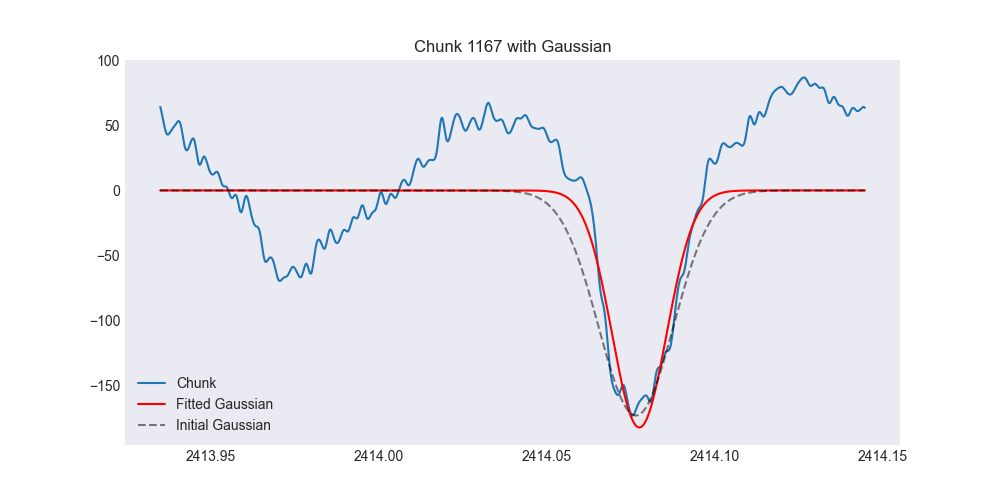 Chunk 1167 with Gaussian
100
50
0
−50
−100
−150
Chunk
Fitted Gaussian
Initial Gaussian
2413.95 2414.00 2414.05 2414.10 2414.15